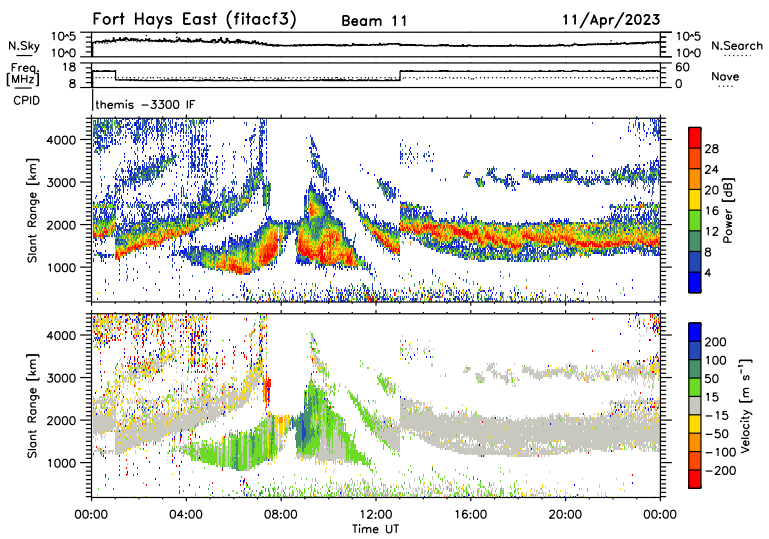 Fort Hays East (fitacf3) Beam 11 11/Apr/2023
N.Sky 10^5 10^0 10^5 10^0 N.Search
Freq. [MHz] 18 8 60 0 Nave
CPID themis -3300 IF
Slant Range [km] 4000 3000 2000 1000
Power [dB] 28 24 20 16 12 8 4
Slant Range [km] 4000 3000 2000 1000
Velocity [m s⁻¹] 200 100 50 15 -15 -50 -100 -200
00:00 04:00 08:00 12:00 16:00 20:00 00:00
Time UT